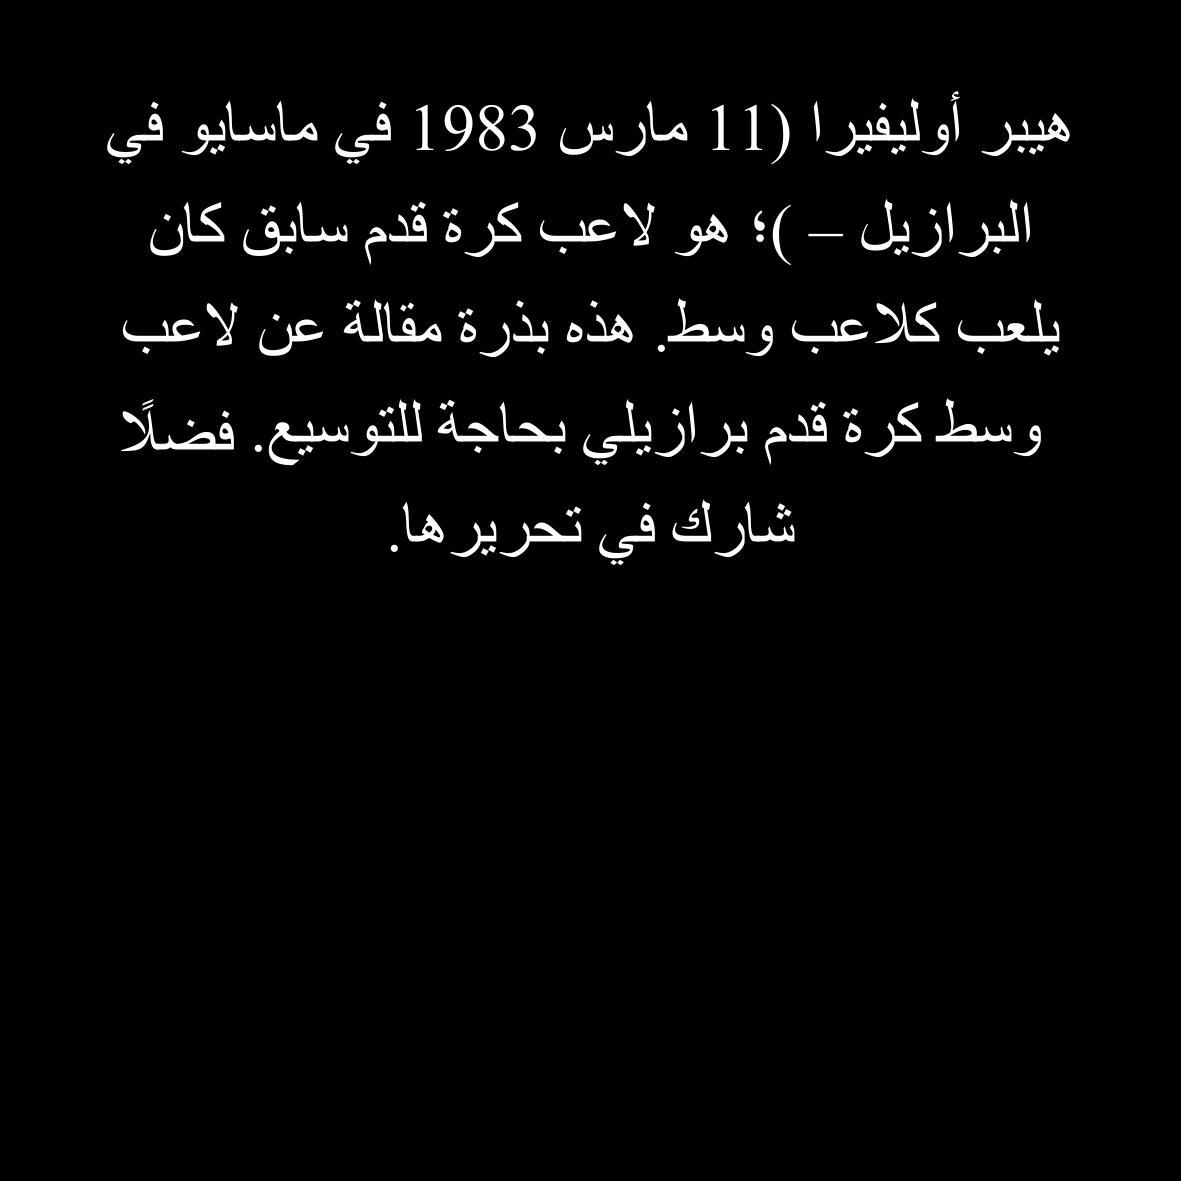 هيبر أوليفيرا (11 مارس 1983 في ماسايو في
البرازيل – )؛ هو لاعب كرة قدم سابق كان
يلعب كلاعب وسط. هذه بذرة مقالة عن لاعب
وسط كرة قدم برازيلي بحاجة للتوسيع. فضلًا
شارك في تحريرها.